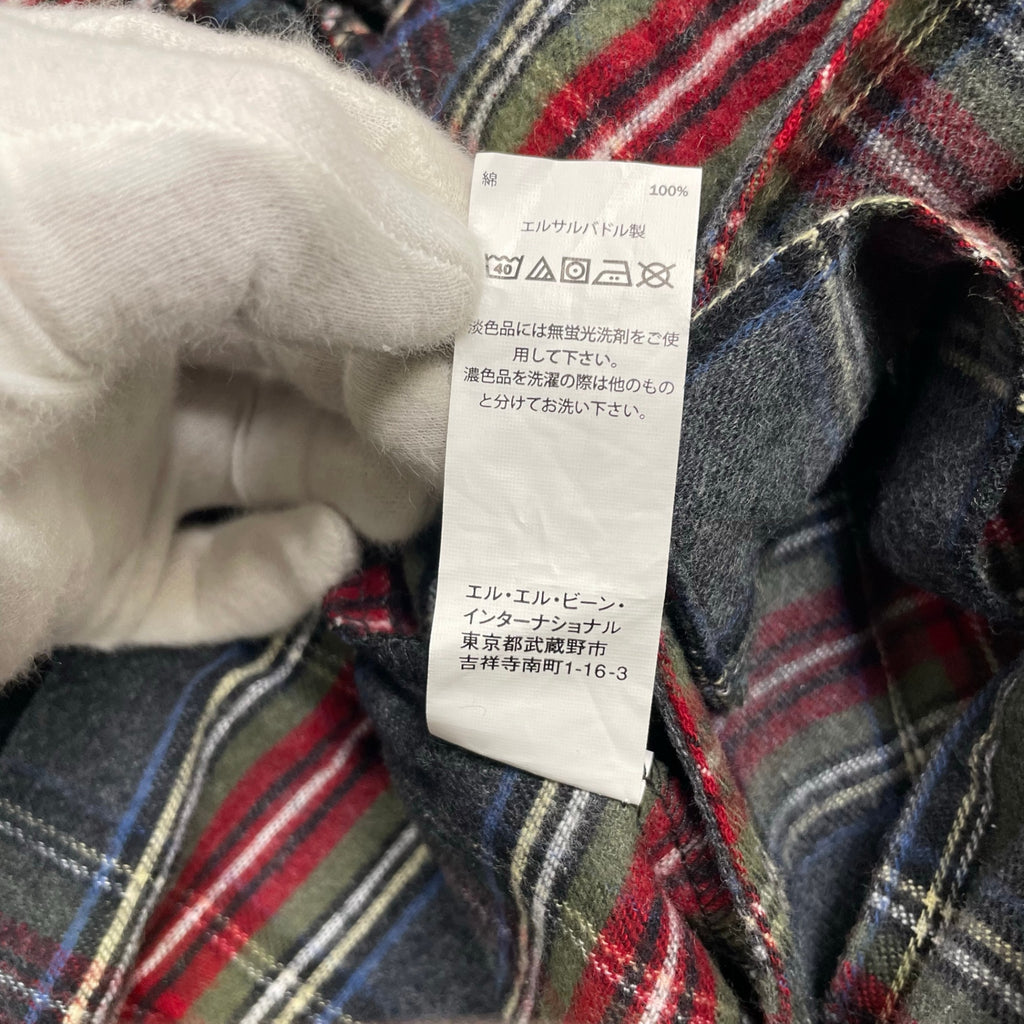 綿 100%
エルサルバドル製
40
淡色品には無蛍光洗剤をご使
用して下さい。
濃色品を洗濯の際は他のもの
と分けてお洗い下さい。
エル・エル・ビーン・
インターナショナル
東京都武蔵野市
吉祥寺南町1-16-3